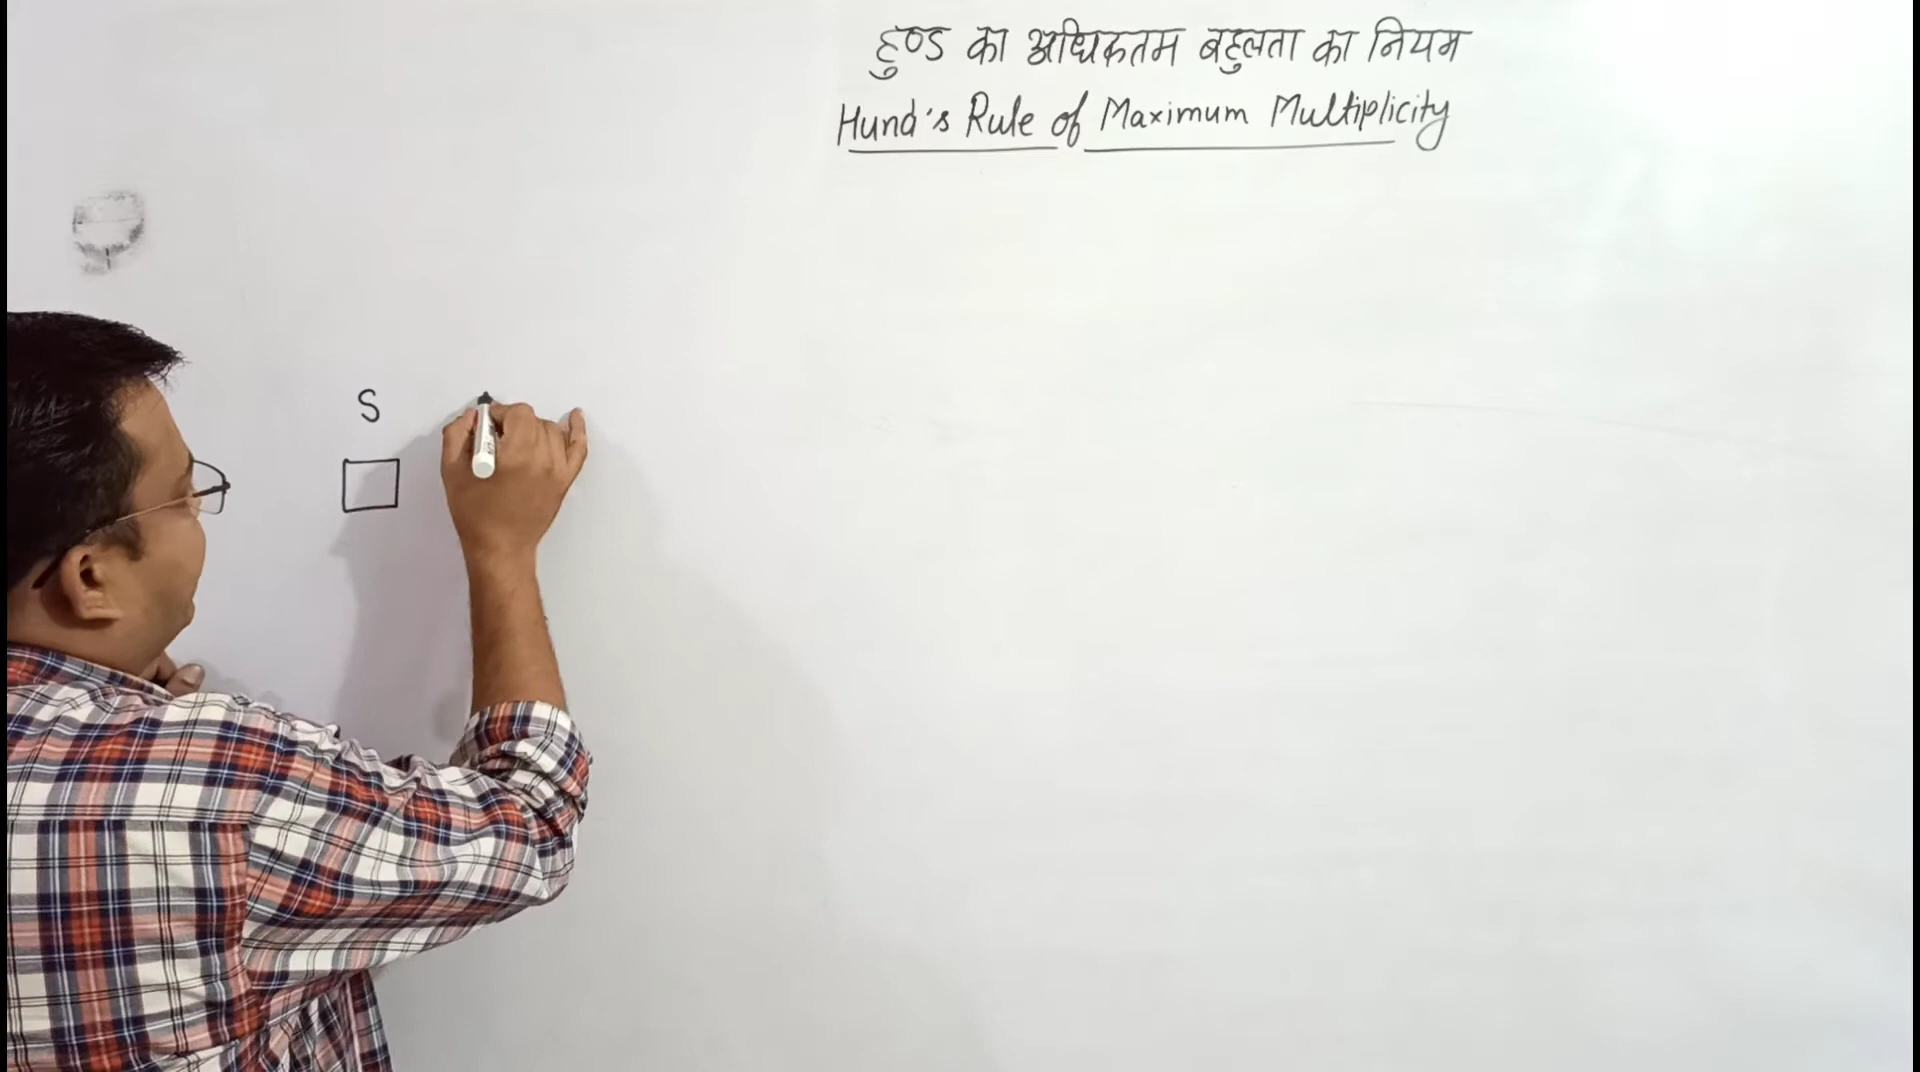 हुण्ड का अधिकतम बहुलता का नियम
Hund's Rule of Maximum Multiplicity
S